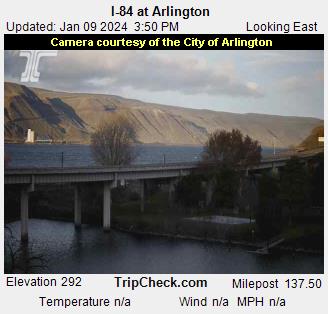 I-84 at Arlington
Updated: Jan 09 2024 3:50 PM Looking East
Camera courtesy of the City of Arlington
Elevation 292 TripCheck.com Milepost 137.50
Temperature n/a Wind n/a MPH n/a